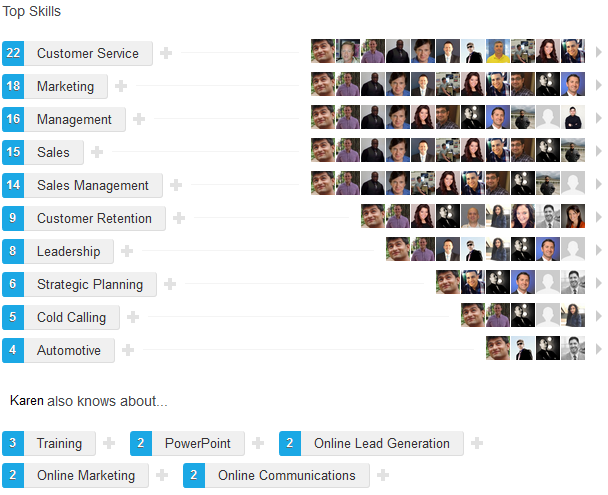 Top Skills
22 Customer Service
18 Marketing
16 Management
15 Sales
14 Sales Management
9 Customer Retention
8 Leadership
6 Strategic Planning
5 Cold Calling
4 Automotive
Karen also knows about...
3 Training 2 PowerPoint 2 Online Lead Generation
2 Online Marketing 2 Online Communications